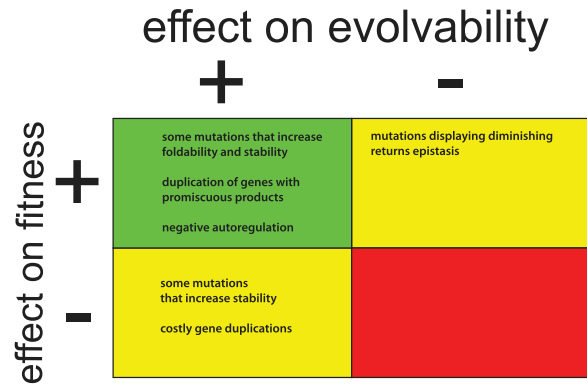 effect on evolvability
+
-
effect on fitness
+
some mutations that increase
foldability and stability
duplication of genes with
promiscuous products
negative autoregulation
mutations displaying diminishing
returns epistasis
-
some mutations
that increase stability
costly gene duplications